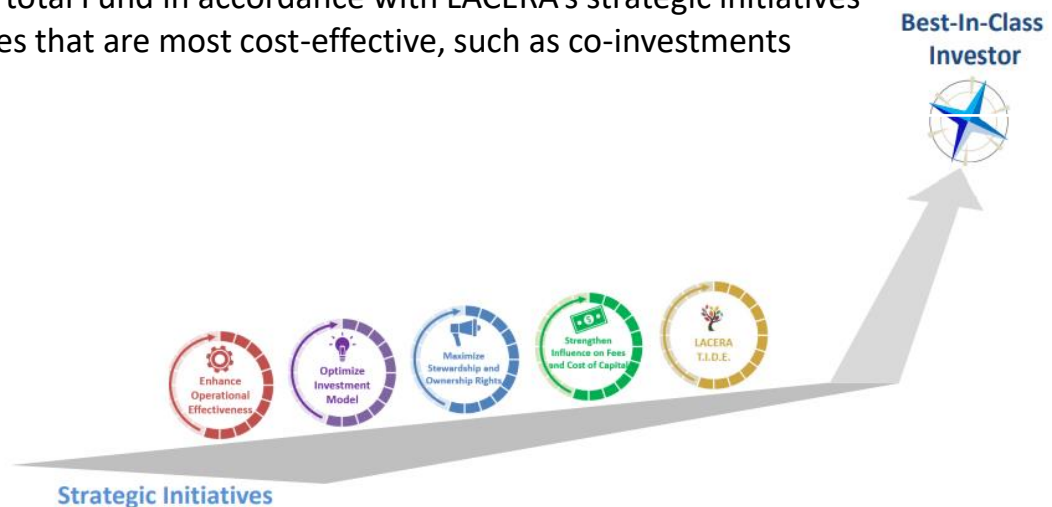 total Fund in accordance with LACERA's strategic initiatives
es that are most cost-effective, such as co-investments
Best-In-Class
Investor
Enhance
Operational
Effectiveness
Optimize
Investment
Model
Maximize
Stewardship and
Ownership Rights
Strengthen
Influence on Fees
and Cost of Capital
LACERA
T.I.D.E.
Strategic Initiatives